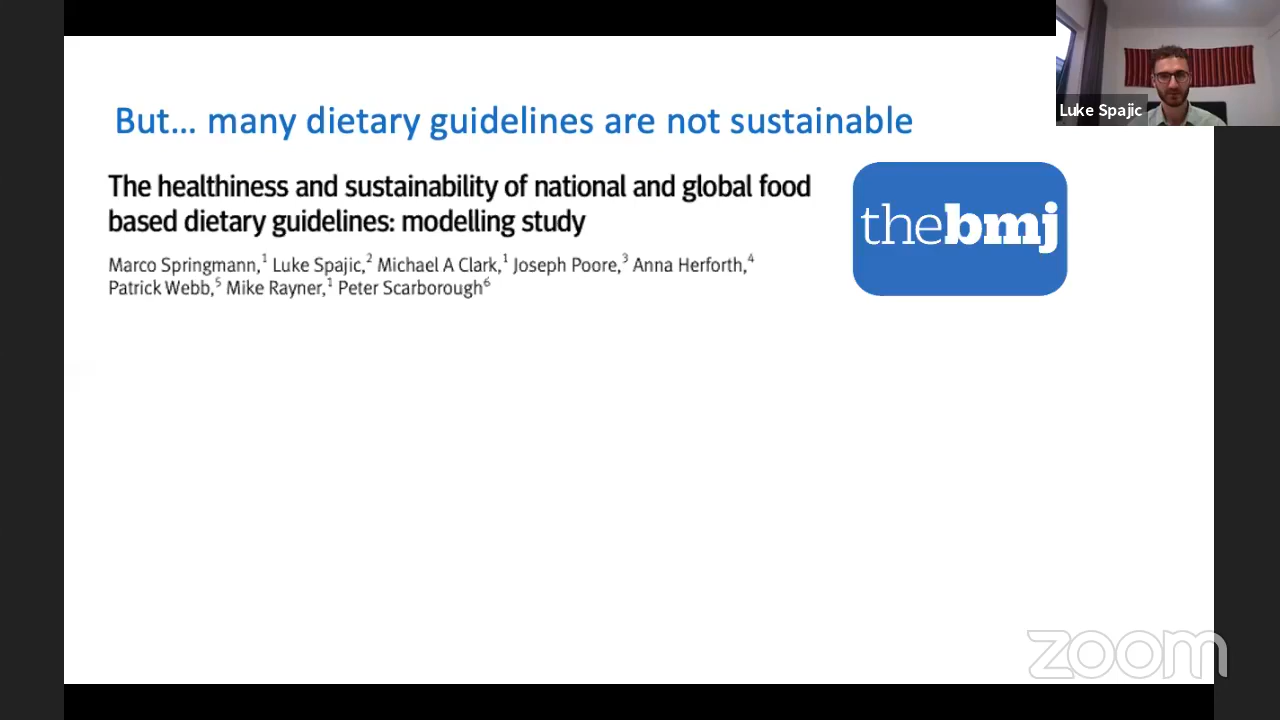 But... many dietary guidelines are not sustainable
Luke Spajic
The healthiness and sustainability of national and global food
based dietary guidelines: modelling study
thebmj
Marco Springmann,1 Luke Spajic,2 Michael A Clark,1 Joseph Poore,3 Anna Herforth,4
Patrick Webb,5 Mike Rayner,1 Peter Scarborough6
zoom